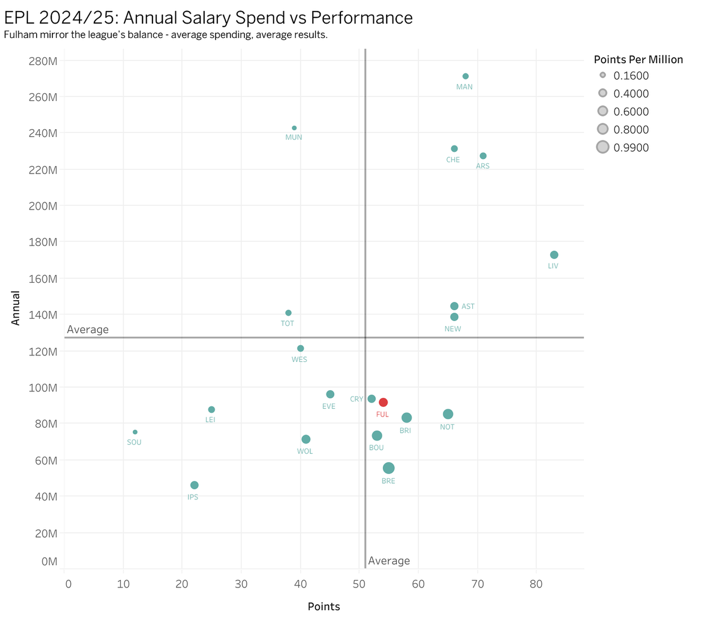 EPL 2024/25: Annual Salary Spend vs Performance
Fulham mirror the league's balance - average spending, average results.
Points Per Million
0.1600
0.4000
0.6000
0.8000
0.9900
280M
260M
240M
220M
200M
180M
160M
140M
120M
100M
80M
60M
40M
20M
0M
Annual
MAN
MUN
CHE
ARS
LIV
AST
NEW
TOT
Average
WES
EVE
CRY
FUL
LEI
BRI
NOT
SOU
WOL
BOU
BRE
IPS
Average
0
10
20
30
40
50
60
70
80
Points